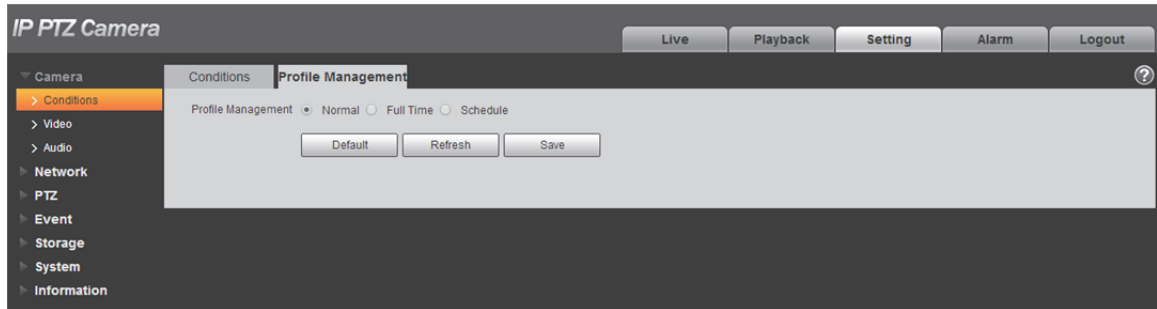 IP PTZ Camera
Live Playback Setting Alarm Logout
Camera
Conditions
Video
Audio
Network
PTZ
Event
Storage
System
Information
Conditions Profile Management
?
Profile Management Normal Full Time Schedule
Default Refresh Save